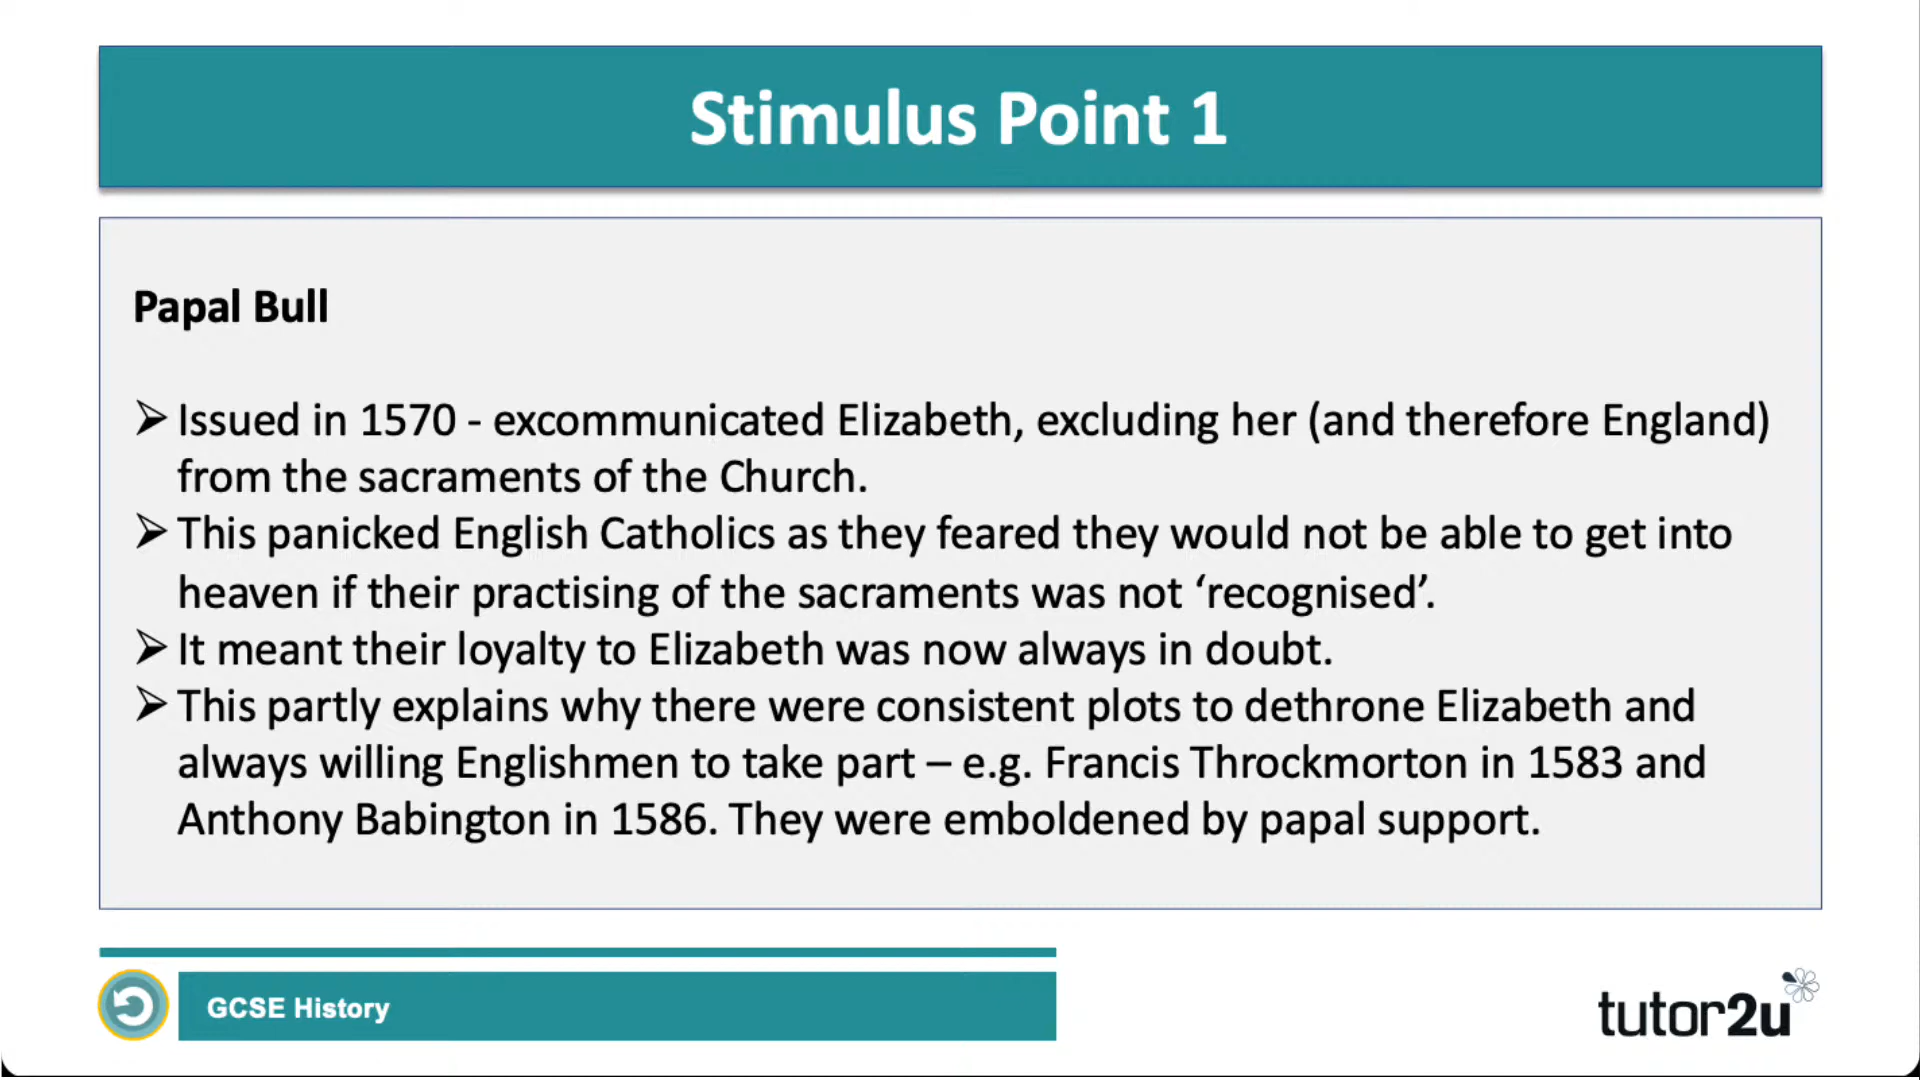 Stimulus Point 1
Papal Bull
➢ Issued in 1570 - excommunicated Elizabeth, excluding her (and therefore England)
from the sacraments of the Church.
➢ This panicked English Catholics as they feared they would not be able to get into
heaven if their practising of the sacraments was not ‘recognised’.
➢ It meant their loyalty to Elizabeth was now always in doubt.
➢ This partly explains why there were consistent plots to dethrone Elizabeth and
always willing Englishmen to take part – e.g. Francis Throckmorton in 1583 and
Anthony Babington in 1586. They were emboldened by papal support.
GCSE History
tutor2u